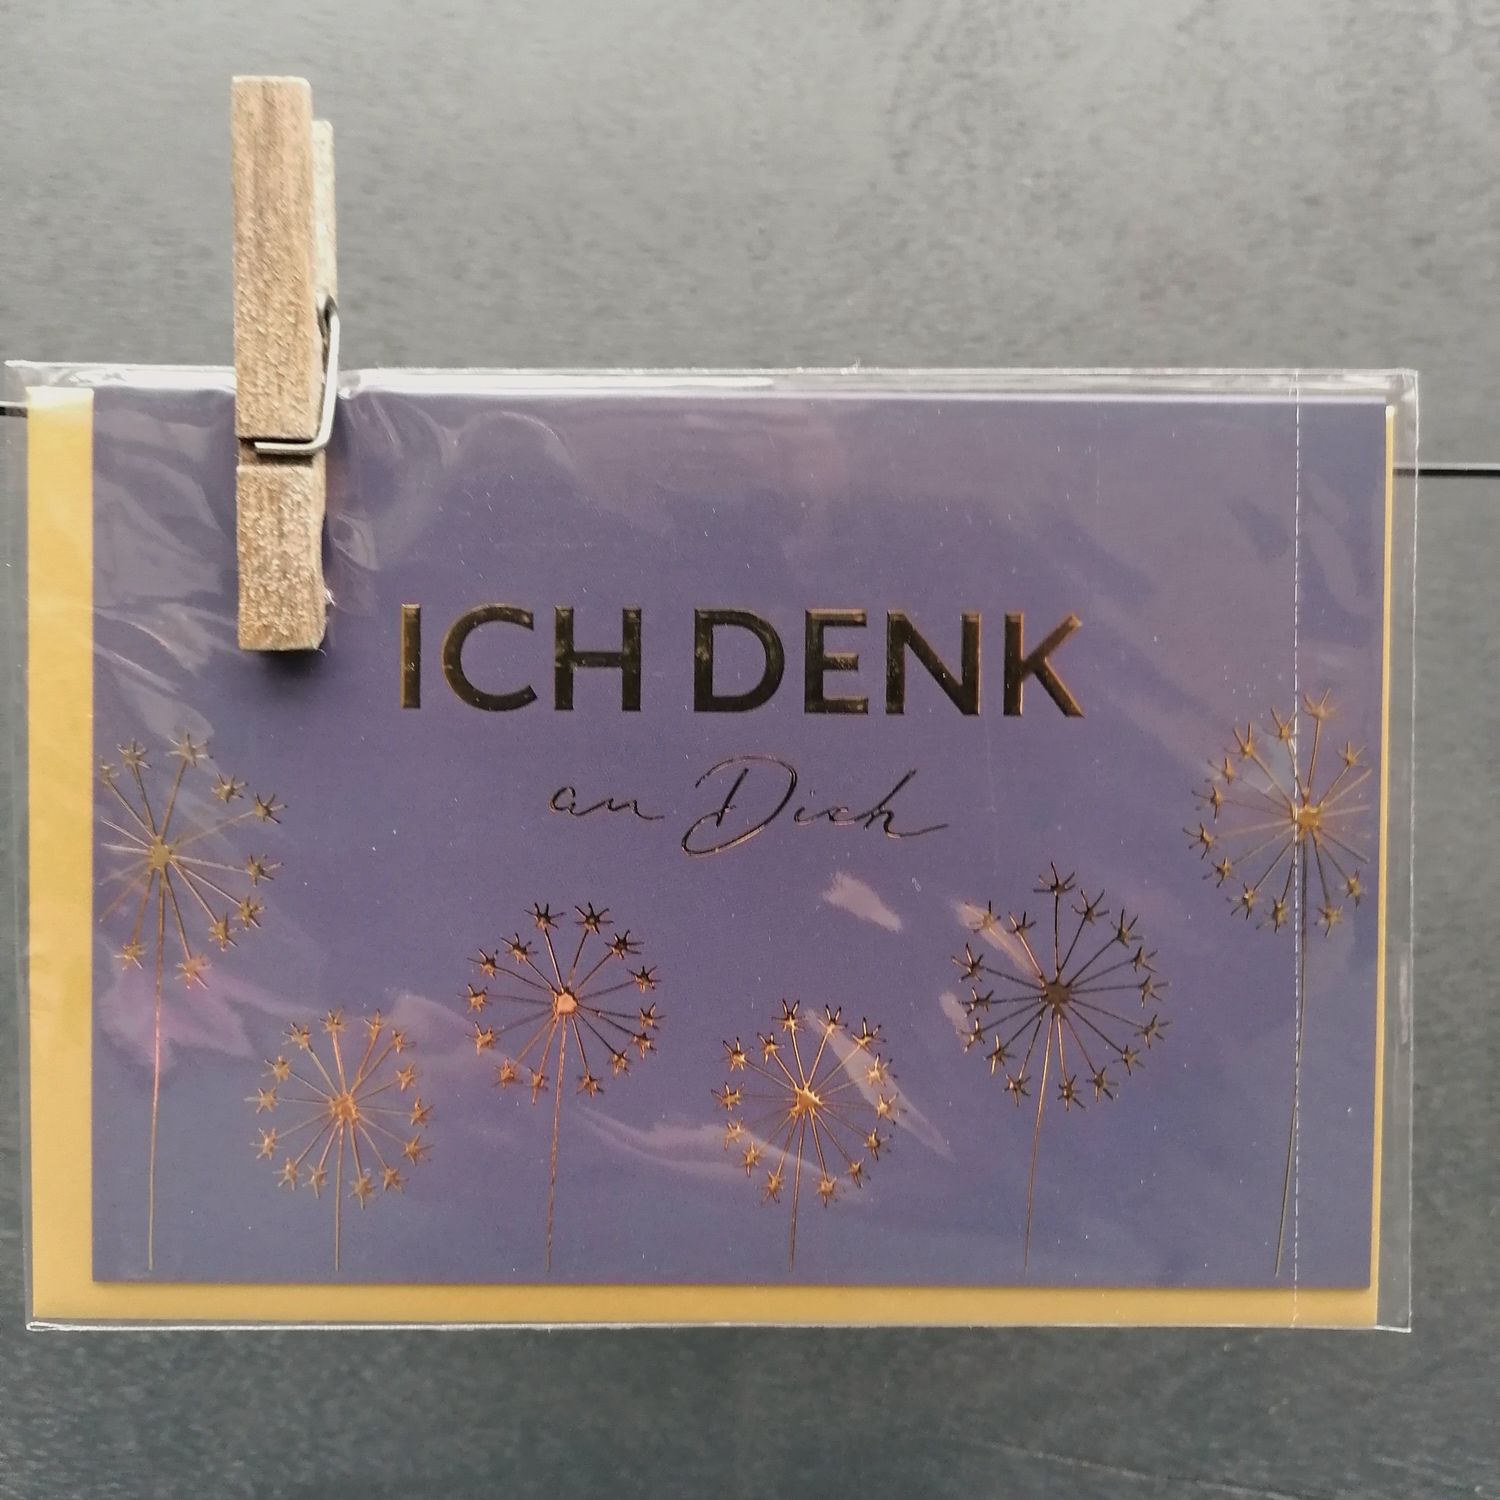 ICH DENK
an Dich